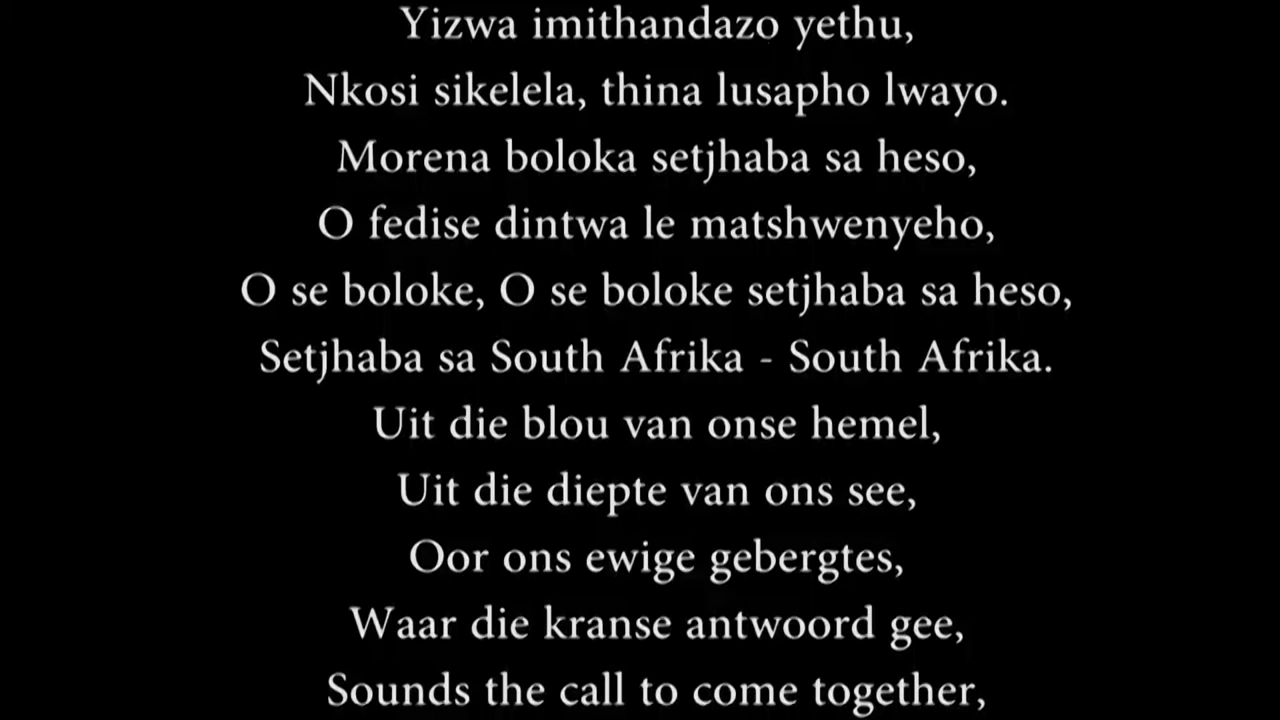 Yizwa imithandazo yethu,
Nkosi sikelela, thina lusapho lwayo.
Morena boloka setjhaba sa heso,
O fedise dintwa le matshwenyeho,
O se boloke, O se boloke setjhaba sa heso,
Setjhaba sa South Afrika - South Afrika.
Uit die blou van onse hemel,
Uit die diepte van ons see,
Oor ons ewige gebergtes,
Waar die kranse antwoord gee,
Sounds the call to come together,